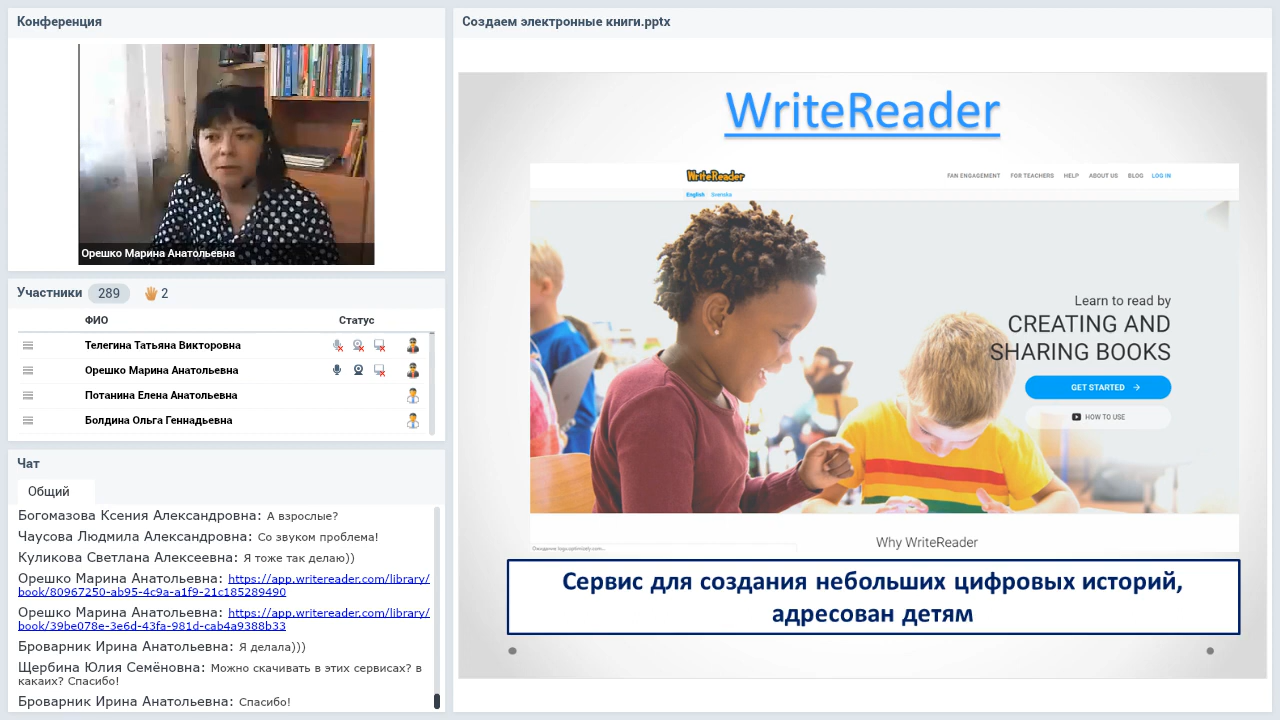 Конференция
Орешко Марина Анатольевна
Участники 289 2
ФИО Статус
Телегина Татьяна Викторовна
Орешко Марина Анатольевна
Потанина Елена Анатольевна
Болдина Ольга Геннадьевна
Чат
Общий
Богомазова Ксения Александровна: А взрослые?
Чаусова Людмила Александровна: Со звуком проблема!
Куликова Светлана Алексеевна: Я тоже так делаю))
Орешко Марина Анатольевна: https://app.writereader.com/library/
book/80967250-ab95-4c9a-a1f9-21c185289490
Орешко Марина Анатольевна: https://app.writereader.com/library/
book/39be078e-3e6d-43fa-981d-cab4a9388b33
Броварник Ирина Анатольевна: Я делала)))
Щербина Юлия Семёновна: Можно скачивать в этих сервисах? в
каких? Спасибо!
Броварник Ирина Анатольевна: Спасибо!
Создаем электронные книги.pptx
WriteReader
WriteReader
FAN ENGAGEMENT FOR TEACHERS HELP ABOUT US BLOG LOG IN
English Svenska
Learn to read by
CREATING AND
SHARING BOOKS
GET STARTED
HOW TO USE
Why WriteReader
Ожидание logx.optimizely.com...
Сервис для создания небольших цифровых историй,
адресован детям